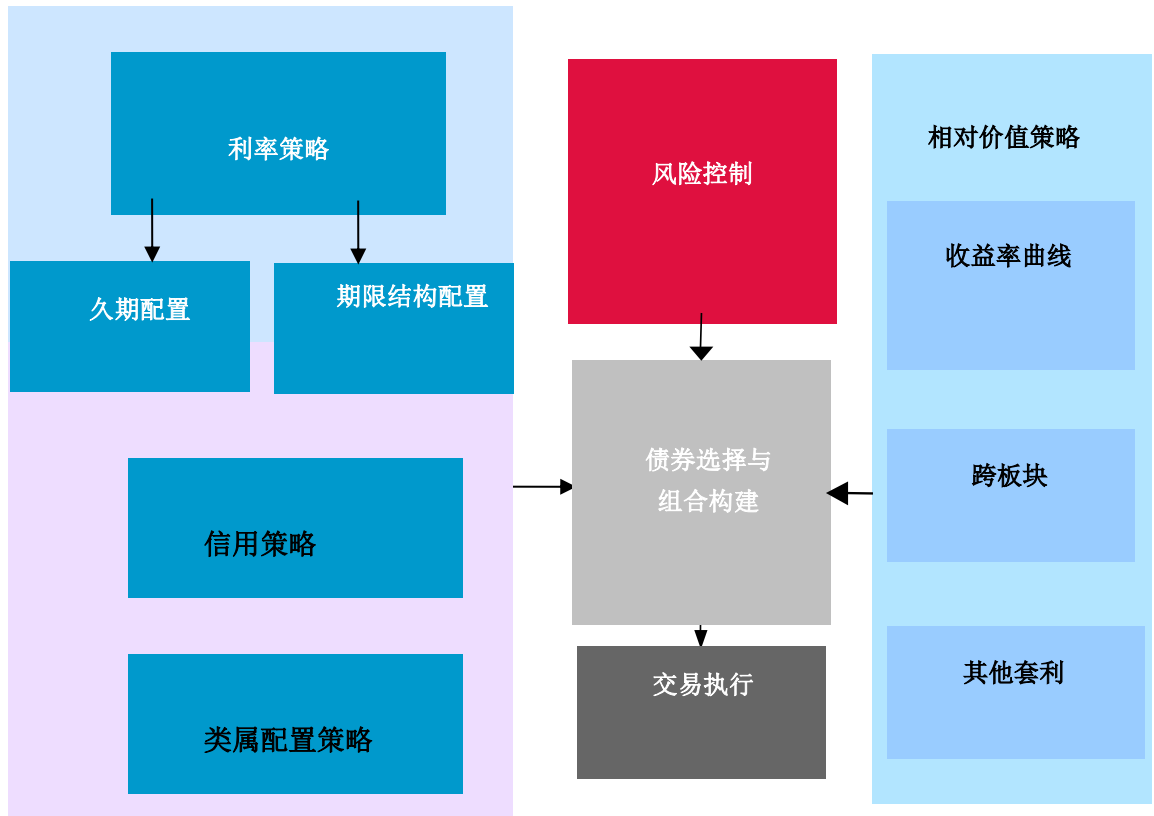 利率策略
久期配置
期限结构配置
信用策略
类属配置策略
风险控制
债券选择与
组合构建
交易执行
相对价值策略
收益率曲线
跨板块
其他套利